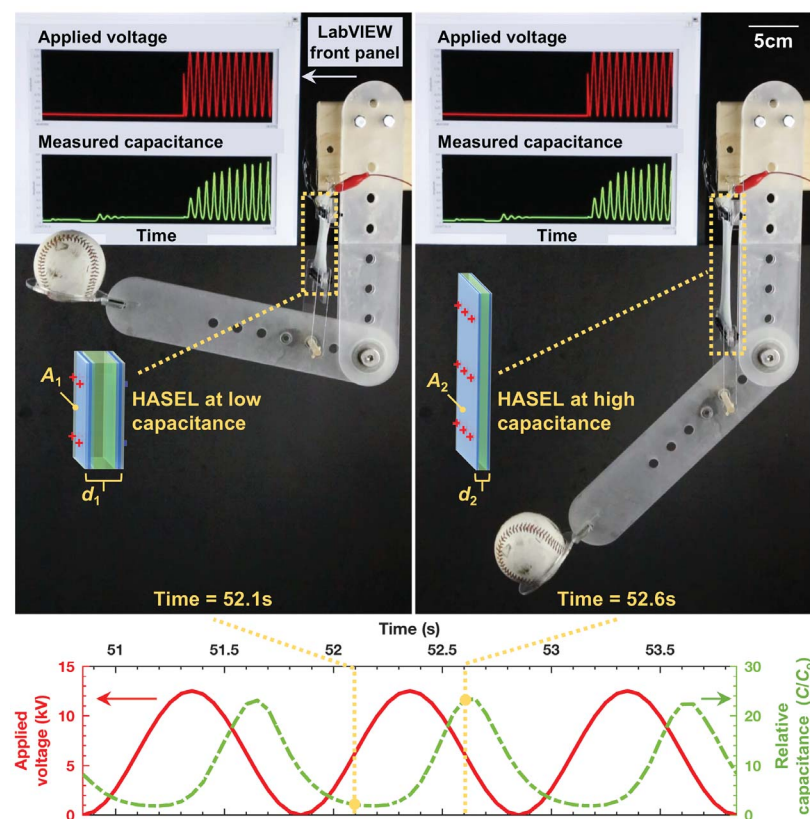 Applied voltage
LabVIEW
front panel
Measured capacitance
Time
A1
HASEL at low
capacitance
d1
Time = 52.1s
Applied voltage
5cm
Measured capacitance
Time
A2
HASEL at high
capacitance
d2
Time = 52.6s
Time (s)
51 51.5 52 52.5 53 53.5
Applied
voltage (kV)
15
10
5
0
30
20
10
0
Relative
capacitance (C/C0)